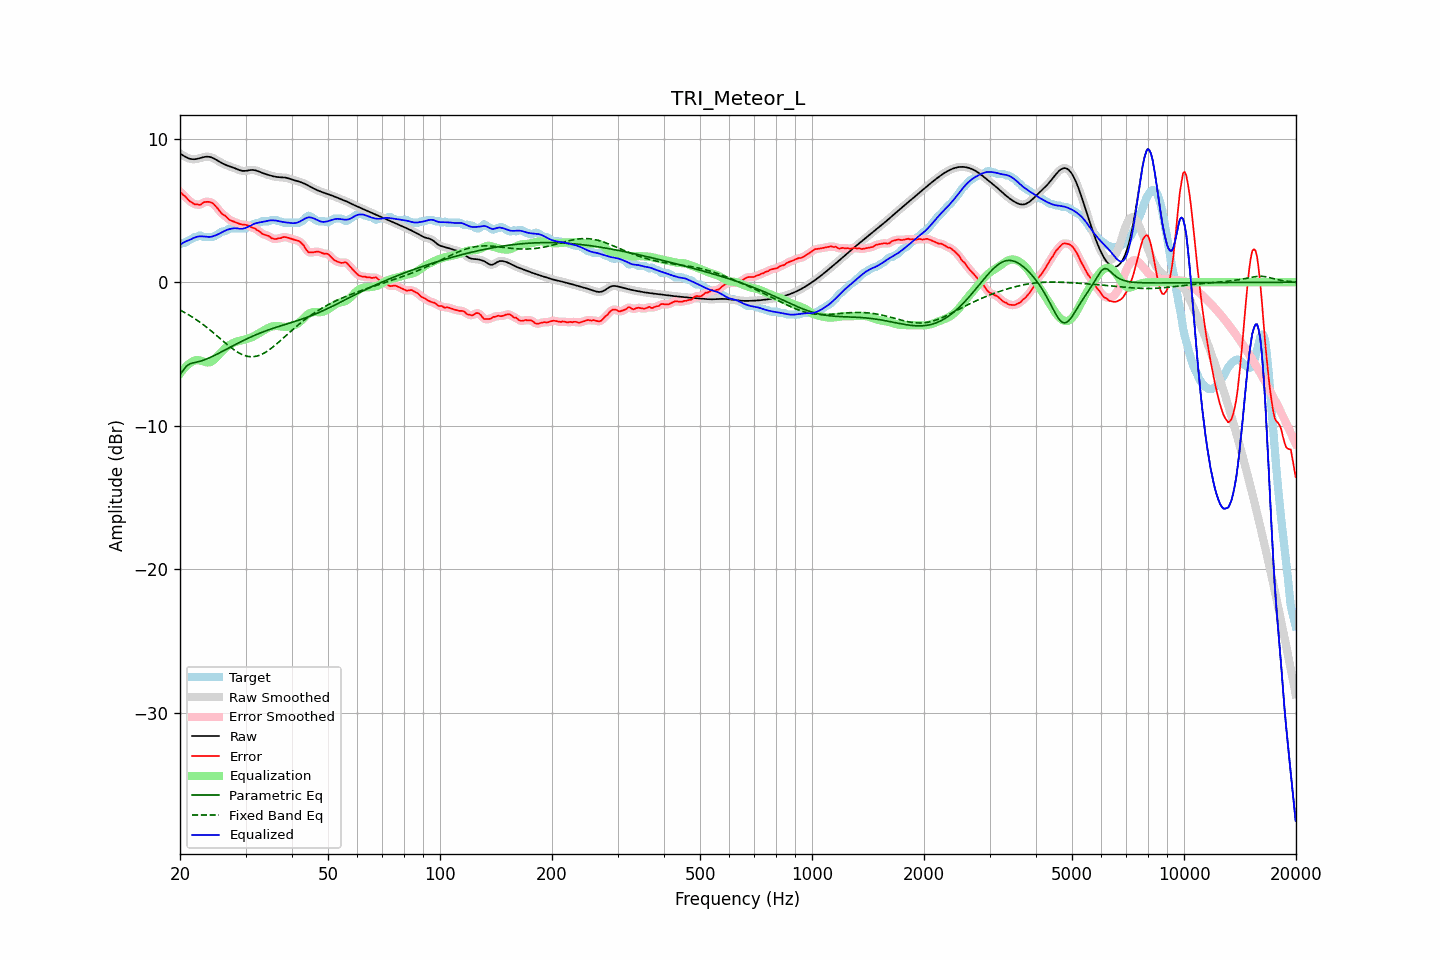 TRI_Meteor_L
10
0
−10
−20
−30
Amplitude (dBr)
Target
Raw Smoothed
Error Smoothed
Raw
Error
Equalization
Parametric Eq
Fixed Band Eq
Equalized
20 50 100 200 500 1000 2000 5000 10000 20000
Frequency (Hz)